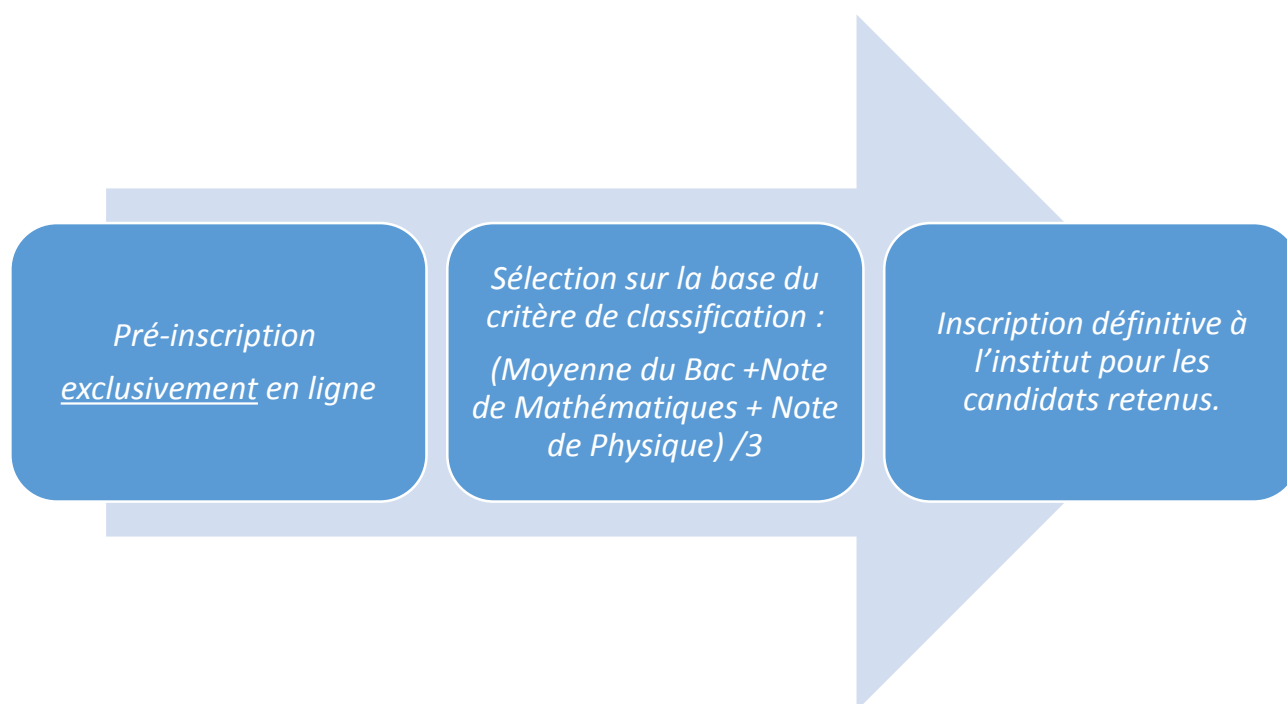 Pré-inscription
exclusivement en ligne
Sélection sur la base du
critère de classification :
(Moyenne du Bac +Note
de Mathématiques + Note
de Physique) /3
Inscription définitive à
l’institut pour les
candidats retenus.